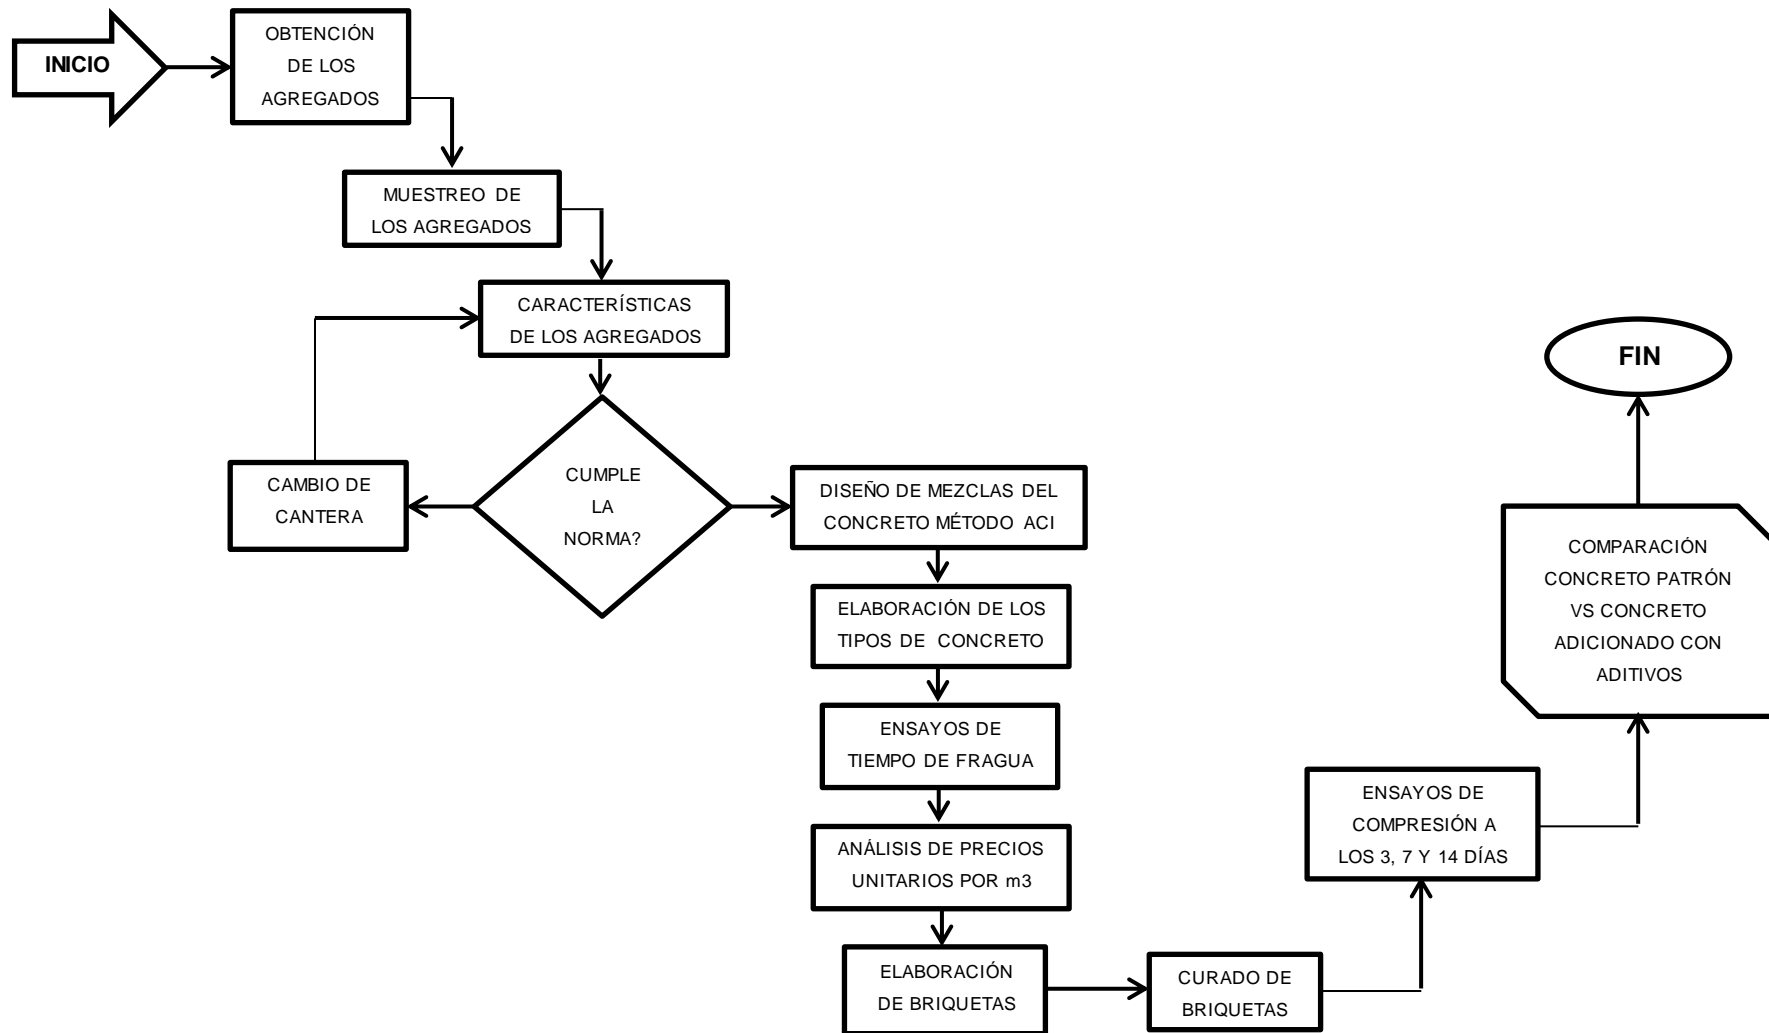 INICIO
OBTENCIÓN
DE LOS
AGREGADOS
MUESTREO DE
LOS AGREGADOS
CARACTERÍSTICAS
DE LOS AGREGADOS
CUMPLE
LA
NORMA?
CAMBIO DE
CANTERA
DISEÑO DE MEZCLAS DEL
CONCRETO MÉTODO ACI
ELABORACIÓN DE LOS
TIPOS DE CONCRETO
ENSAYOS DE
TIEMPO DE FRAGUA
ANÁLISIS DE PRECIOS
UNITARIOS POR m3
ELABORACIÓN
DE BRIQUETAS
CURADO DE
BRIQUETAS
ENSAYOS DE
COMPRESIÓN A
LOS 3, 7 Y 14 DÍAS
COMPARACIÓN
CONCRETO PATRÓN
VS CONCRETO
ADICIONADO CON
ADITIVOS
FIN